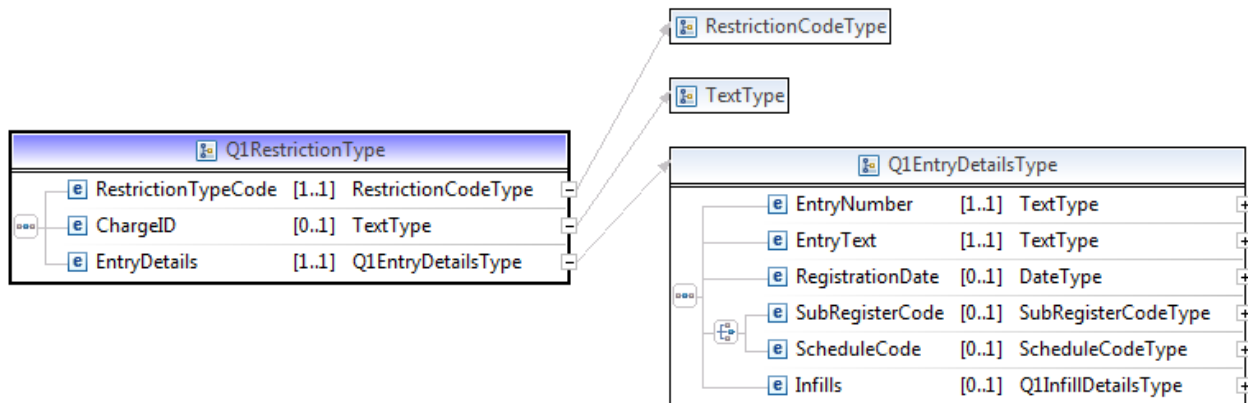 RestrictionCodeType
TextType
Q1RestrictionType
RestrictionTypeCode [1..1] RestrictionCodeType
ChargeID [0..1] TextType
EntryDetails [1..1] Q1EntryDetailsType
Q1EntryDetailsType
EntryNumber [1..1] TextType
EntryText [1..1] TextType
RegistrationDate [0..1] DateType
SubRegisterCode [0..1] SubRegisterCodeType
ScheduleCode [0..1] ScheduleCodeType
Infills [0..1] Q1InfillDetailsType